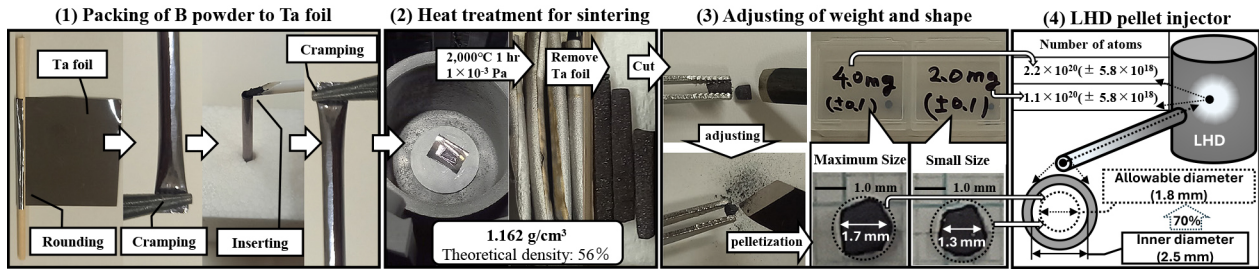 (1) Packing of B powder to Ta foil
Ta foil
Rounding
Cramping
Inserting
Cramping
(2) Heat treatment for sintering
2,000℃ 1 hr
1×10⁻³ Pa
Remove
Ta foil
Cut
1.162 g/cm³
Theoretical density: 56%
(3) Adjusting of weight and shape
adjusting
pelletization
4.0mg
(±0.1)
2.0mg
(±0.1)
Maximum Size
1.0 mm
1.7 mm
Small Size
1.0 mm
1.3 mm
(4) LHD pellet injector
Number of atoms
2.2×10²⁰(± 5.8×10¹⁸)
1.1×10²⁰(± 5.8×10¹⁸)
LHD
Allowable diameter
(1.8 mm)
70%
Inner diameter
(2.5 mm)